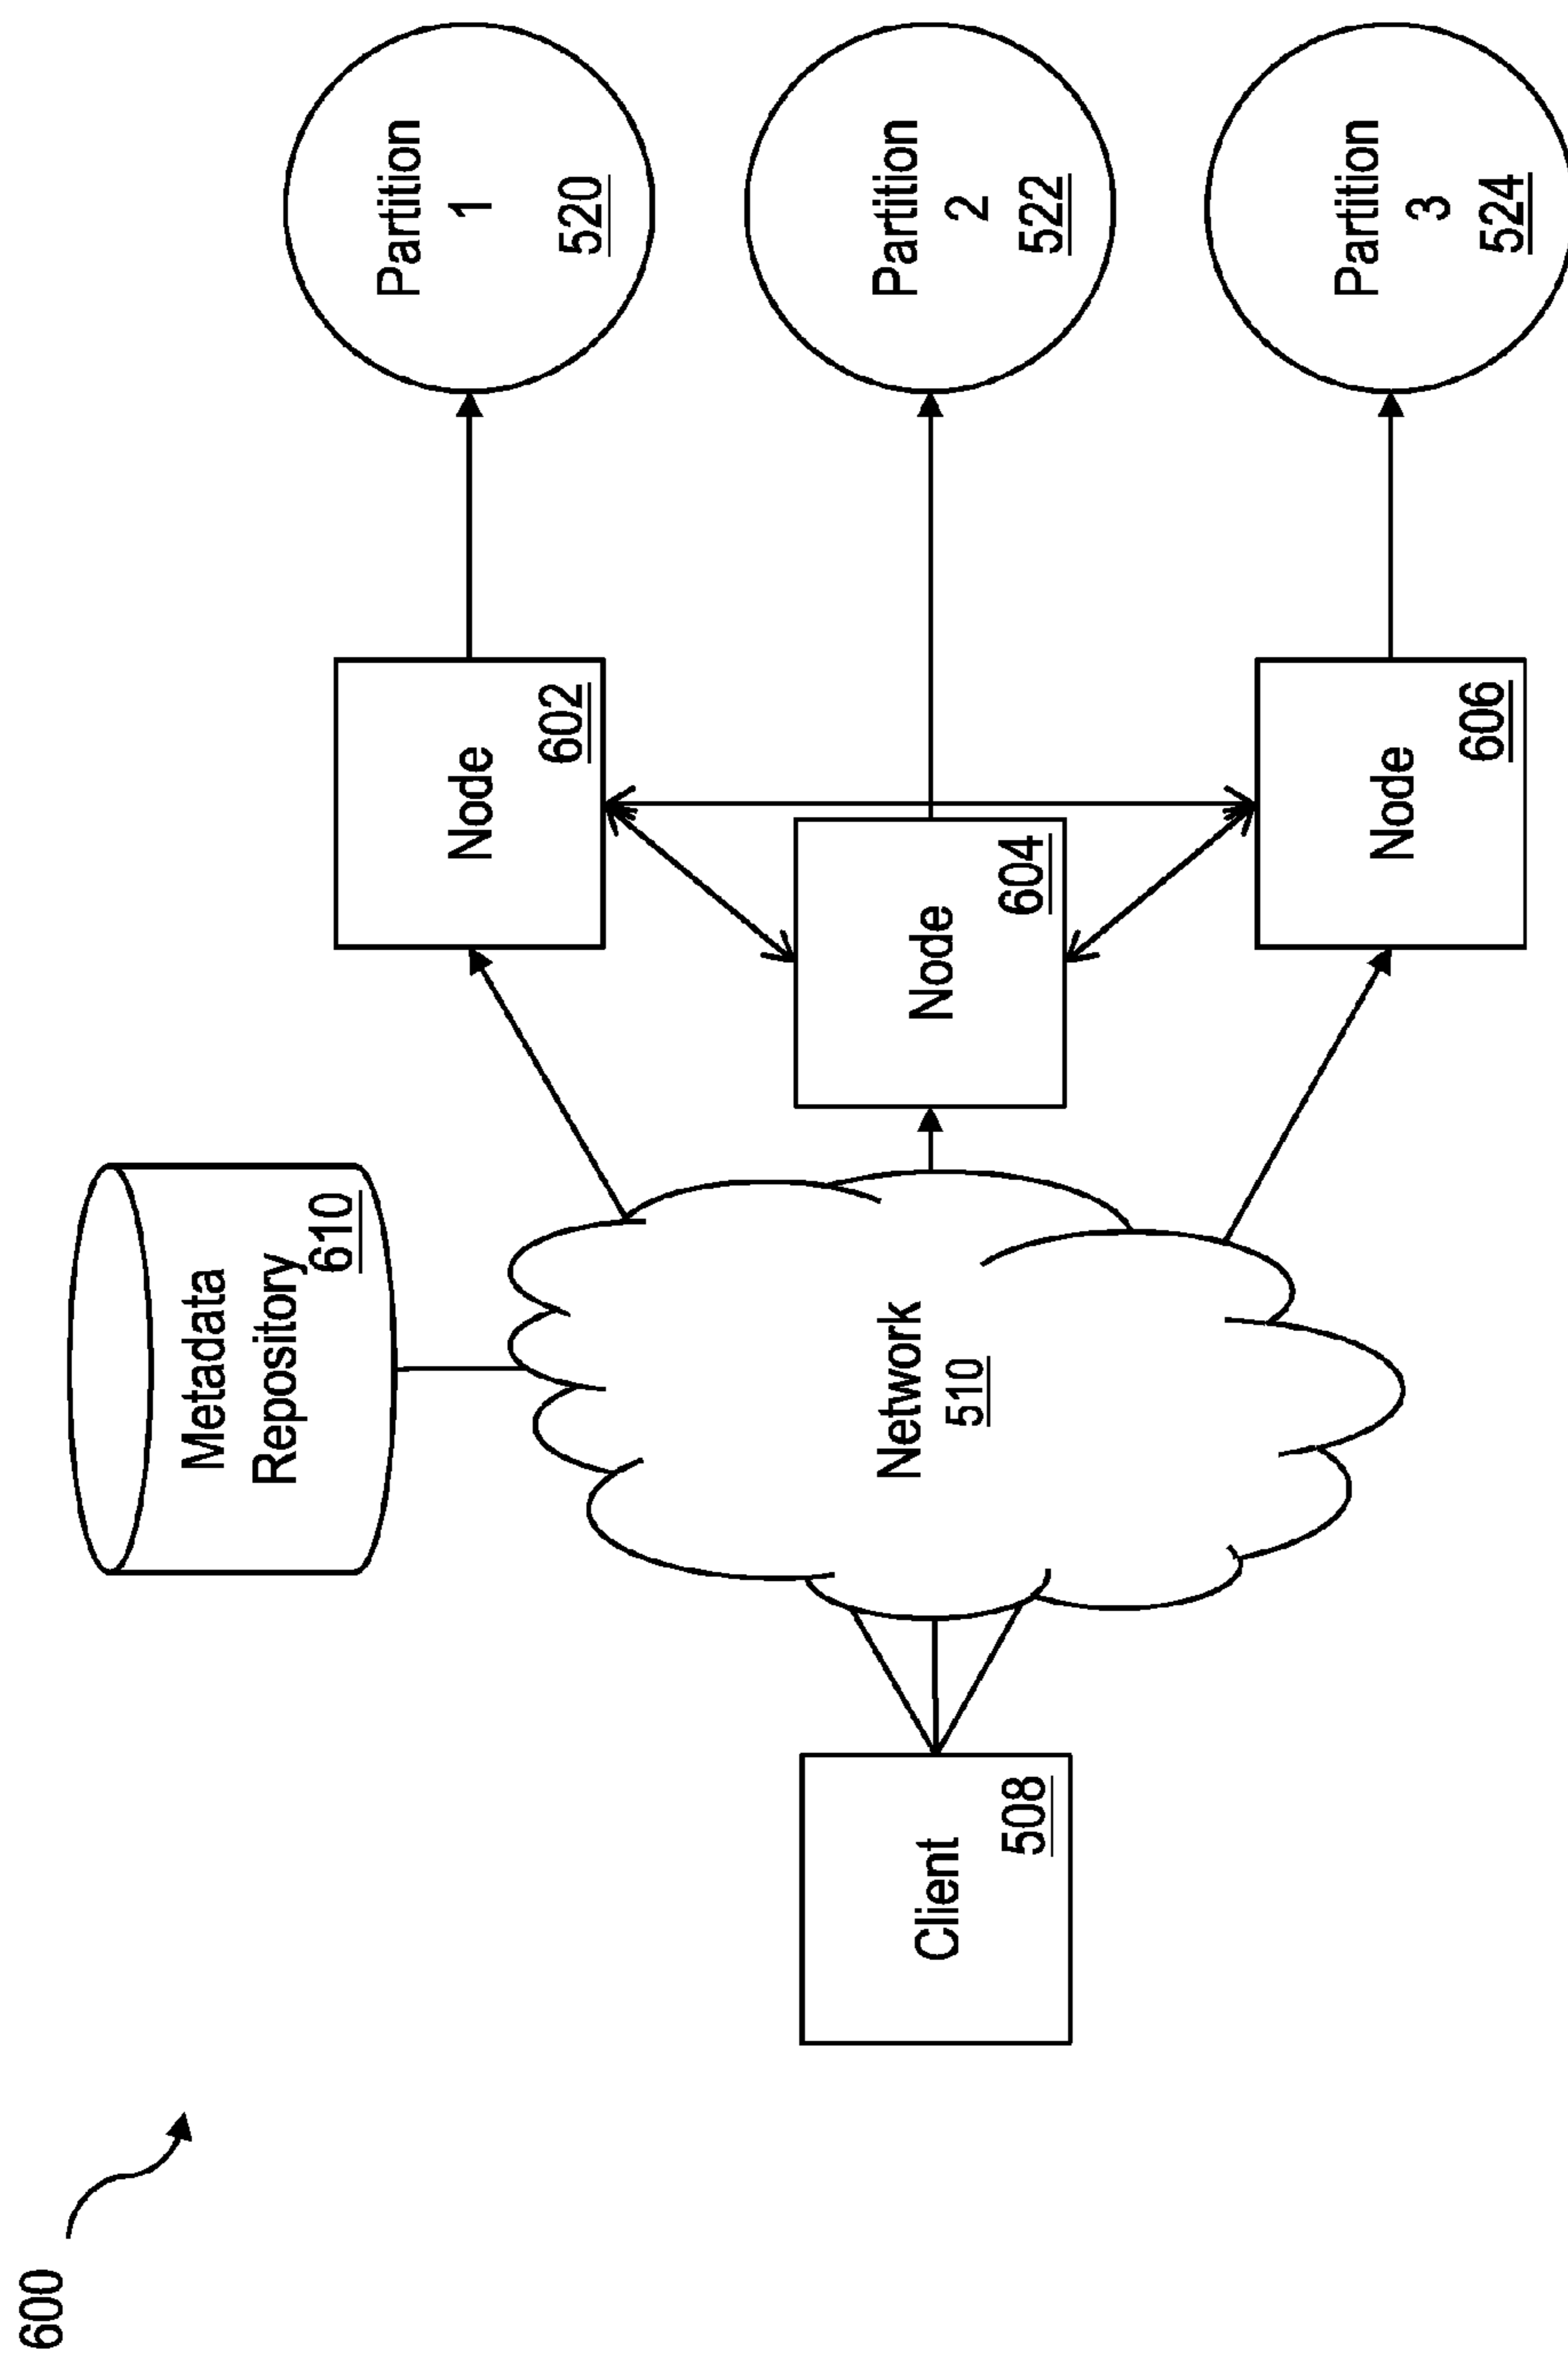 600
Metadata
Repository
610
Client
508
Network
510
Node
602
Node
604
Node
606
Partition
1
520
Partition
2
522
Partition
3
524